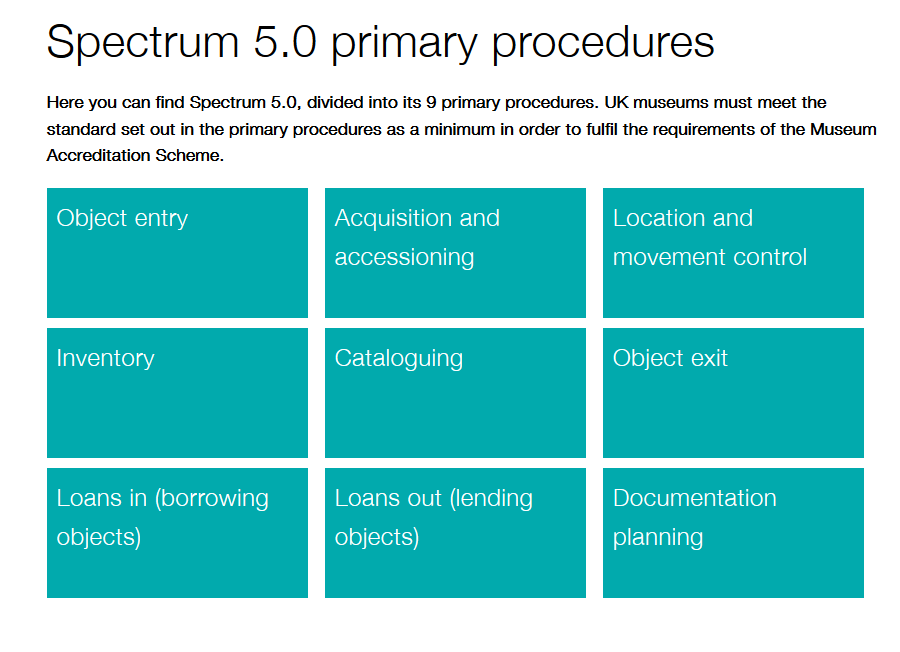 Spectrum 5.0 primary procedures
Here you can find Spectrum 5.0, divided into its 9 primary procedures. UK museums must meet the
standard set out in the primary procedures as a minimum in order to fulfil the requirements of the Museum
Accreditation Scheme.
Object entry
Acquisition and
accessioning
Location and
movement control
Inventory
Cataloguing
Object exit
Loans in (borrowing
objects)
Loans out (lending
objects)
Documentation
planning